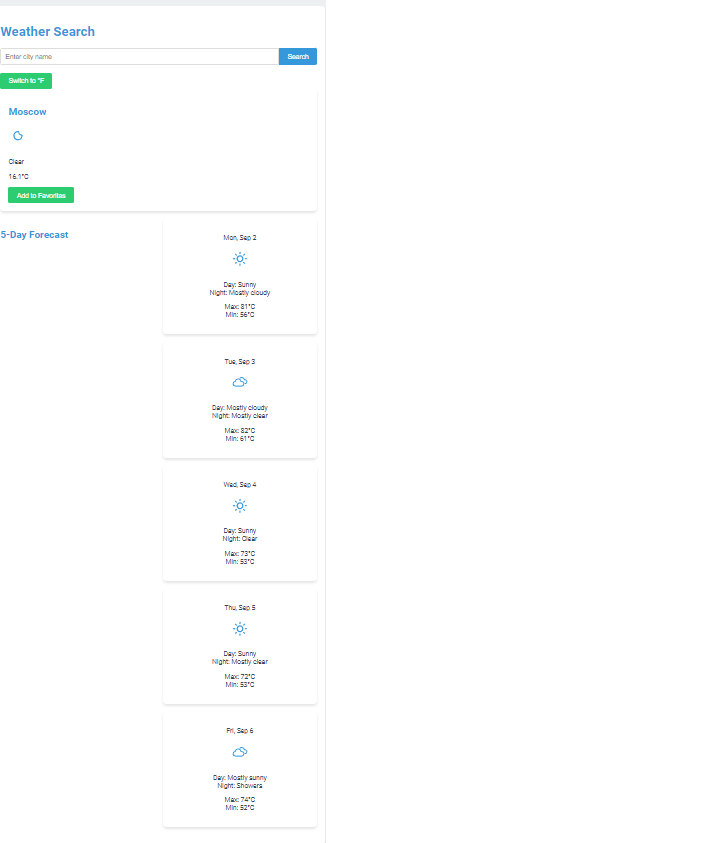 Weather Search
Enter city name
Search
Switch to °F
Moscow
Clear
16.1°C
Add to Favorites
5-Day Forecast
Mon, Sep 2
Day: Sunny
Night: Mostly cloudy
Max: 81°C
Min: 56°C
Tue, Sep 3
Day: Mostly cloudy
Night: Mostly clear
Max: 82°C
Min: 61°C
Wed, Sep 4
Day: Sunny
Night: Clear
Max: 73°C
Min: 53°C
Thu, Sep 5
Day: Sunny
Night: Mostly clear
Max: 72°C
Min: 53°C
Fri, Sep 6
Day: Mostly sunny
Night: Showers
Max: 74°C
Min: 52°C